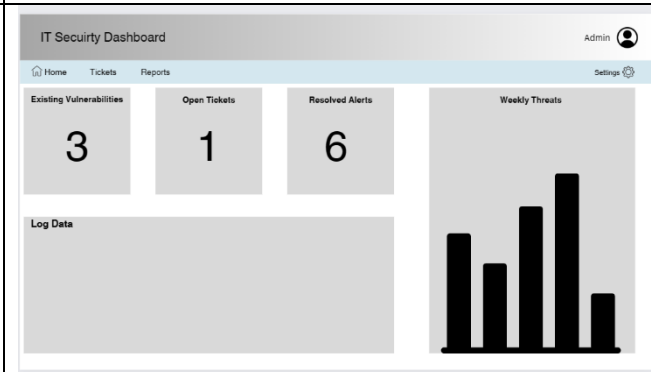 IT Secuirty Dashboard
Admin
Home Tickets Reports
Settings
Existing Vulnerabilities
3
Open Tickets
1
Resolved Alerts
6
Weekly Threats
Log Data